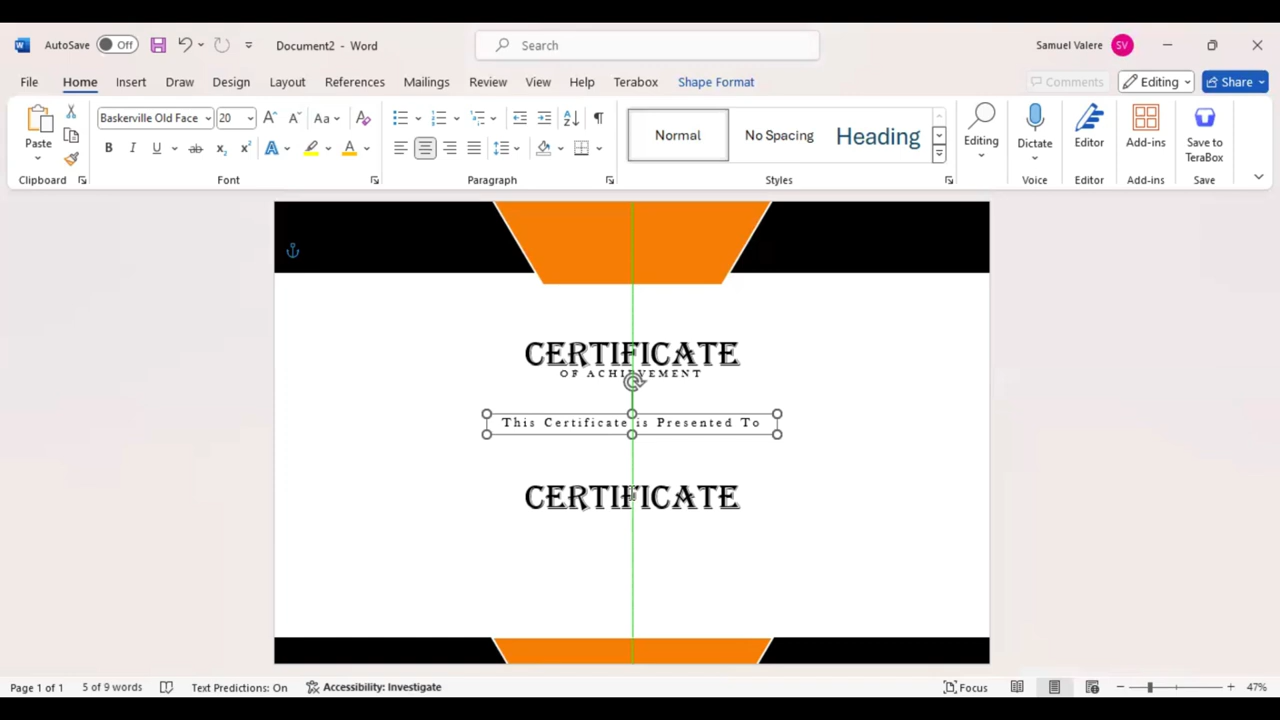 AutoSave Off Document2 - Word Search Samuel Valere SV
File Home Insert Draw Design Layout References Mailings Review View Help Terabox Shape Format Comments Editing Share
Paste Baskerville Old Face 20 Aa Normal No Spacing Heading Editing Dictate Editor Add-ins Save to TeraBox
Clipboard Font Paragraph Styles Voice Editor Add-ins Save
CERTIFICATE
OF ACHIEVEMENT
This Certificate is Presented To
CERTIFICATE
Page 1 of 1 5 of 9 words Text Predictions: On Accessibility: Investigate Focus 47%